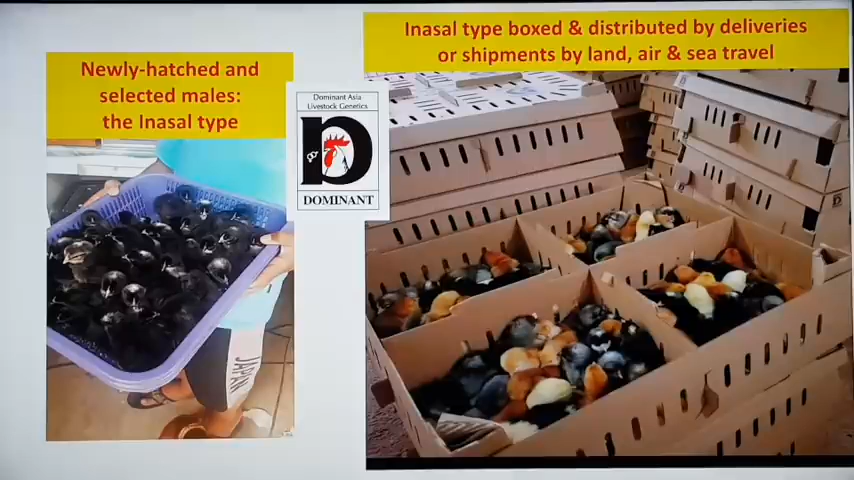 Newly-hatched and
selected males:
the Inasal type
Inasal type boxed & distributed by deliveries
or shipments by land, air & sea travel
Dominant Asia
Livestock Genetics
D
DOMINANT
JAPAN